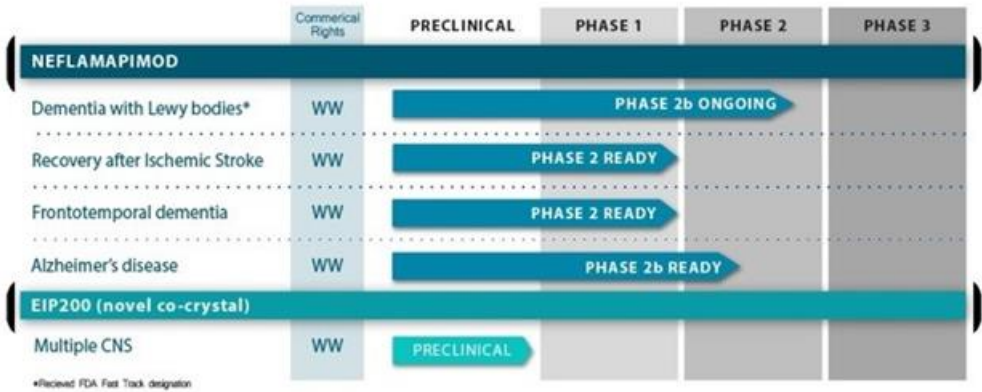 Commerical Rights PRECLINICAL PHASE 1 PHASE 2 PHASE 3
NEFLAMAPIMOD
Dementia with Lewy bodies* WW PHASE 2b ONGOING
Recovery after Ischemic Stroke WW PHASE 2 READY
Frontotemporal dementia WW PHASE 2 READY
Alzheimer's disease WW PHASE 2b READY
EIP200 (novel co-crystal)
Multiple CNS WW PRECLINICAL
*Recieved FDA Fast Track designation